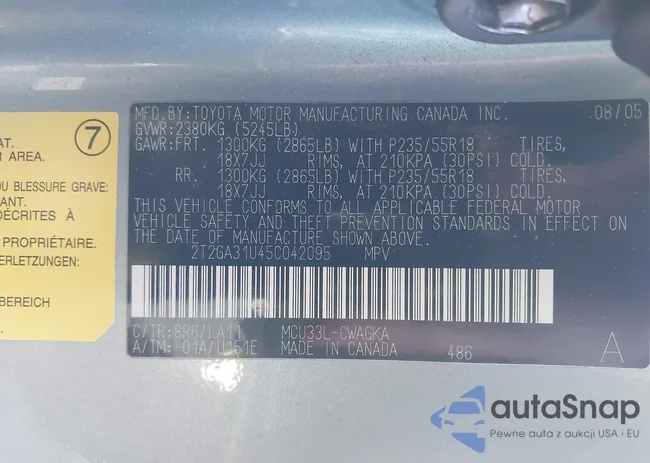 MFD.BY:TOYOTA MOTOR MANUFACTURING CANADA INC. 08/05
GVWR:2380KG (5245LB)
GAWR:FRT. 1300KG (2865LB) WITH P235/55R18 TIRES,
18X7JJ RIMS, AT 210KPA (30PSI) COLD.
RR. 1300KG (2865LB) WITH P235/55R18 TIRES,
18X7JJ RIMS, AT 210KPA (30PSI) COLD.
THIS VEHICLE CONFORMS TO ALL APPLICABLE FEDERAL MOTOR
VEHICLE SAFETY AND THEFT PREVENTION STANDARDS IN EFFECT ON
THE DATE OF MANUFACTURE SHOWN ABOVE.
2T2GA31U45C042095 MPV
C/TR:8R6/LA11 MCU33L-CWAGKA
A/TM:-01A/U151E MADE IN CANADA 486 A
7
AT.
AREA.
OU BLESSURE GRAVE:
ANT.
DÉCRITES À
PROPRIÉTAIRE.
ERLETZUNGEN
BEREICH
autoSnap
Pewne auta z aukcji USA i EU